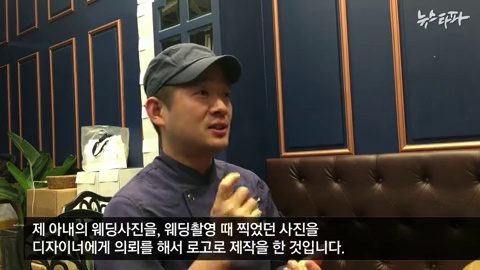 뉴스타파
제 아내의 웨딩사진을, 웨딩촬영 때 찍었던 사진을
디자이너에게 의뢰를 해서 로고로 제작을 한 것입니다.